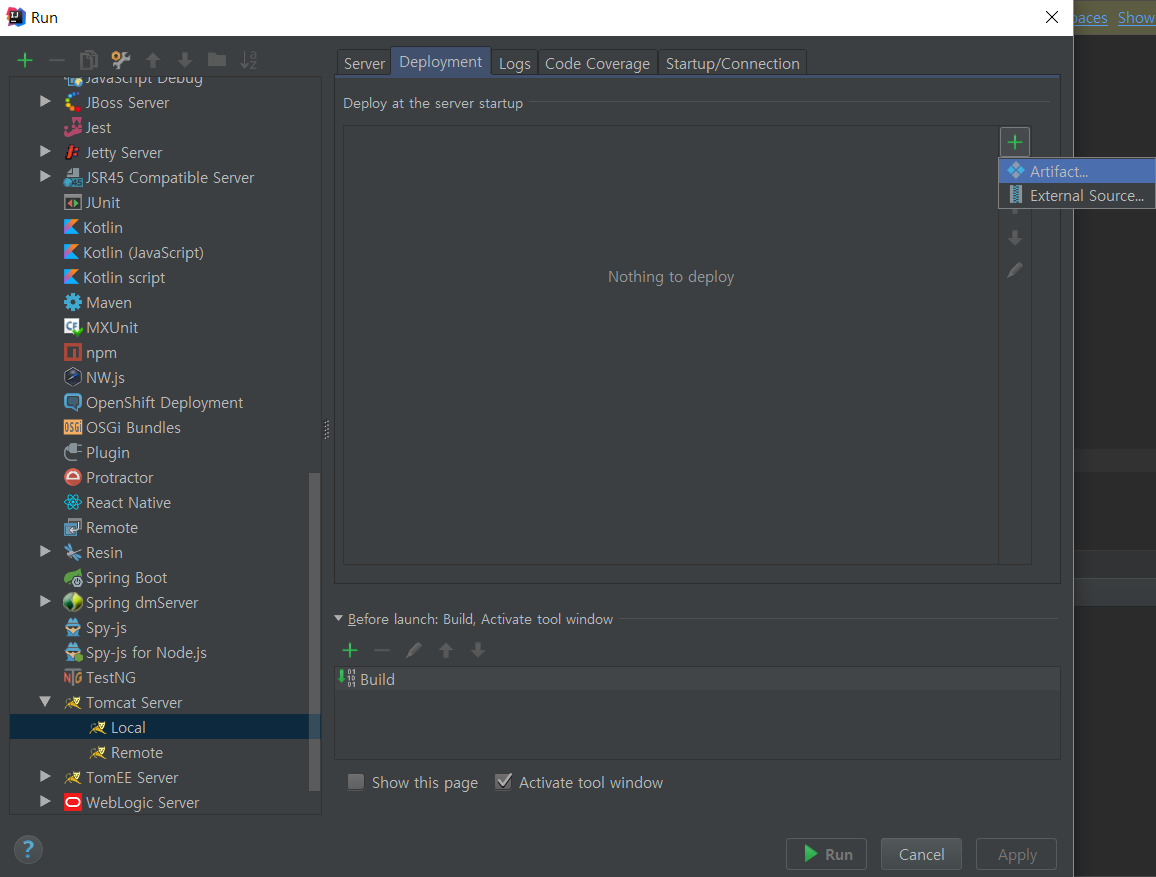 Run
paces Show
Server Deployment Logs Code Coverage Startup/Connection
Deploy at the server startup
Artifact...
External Source...
Nothing to deploy
JavaScript Debug
JBoss Server
Jest
Jetty Server
JSR45 Compatible Server
JUnit
Kotlin
Kotlin (JavaScript)
Kotlin script
Maven
MXUnit
npm
NW.js
OpenShift Deployment
OSGi Bundles
Plugin
Protractor
React Native
Remote
Resin
Spring Boot
Spring dmServer
Spy-js
Spy-js for Node.js
TestNG
Tomcat Server
Local
Remote
TomEE Server
WebLogic Server
Before launch: Build, Activate tool window
Build
Show this page Activate tool window
? Run Cancel Apply